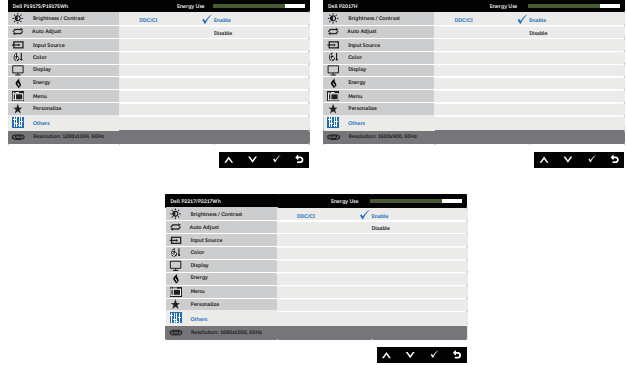 Dell P1917S/P1917SWh Energy Use
Brightness / Contrast DDC/CI Enable
Auto Adjust Disable
Input Source
Color
Display
Energy
Menu
Personalize
Others
Resolution: 1280x1024, 60Hz
Dell P2017H Energy Use
Brightness / Contrast DDC/CI Enable
Auto Adjust Disable
Input Source
Color
Display
Energy
Menu
Personalize
Others
Resolution: 1600x900, 60Hz
Dell P2217/P2217Wh Energy Use
Brightness / Contrast DDC/CI Enable
Auto Adjust Disable
Input Source
Color
Display
Energy
Menu
Personalize
Others
Resolution: 1680x1050, 60Hz